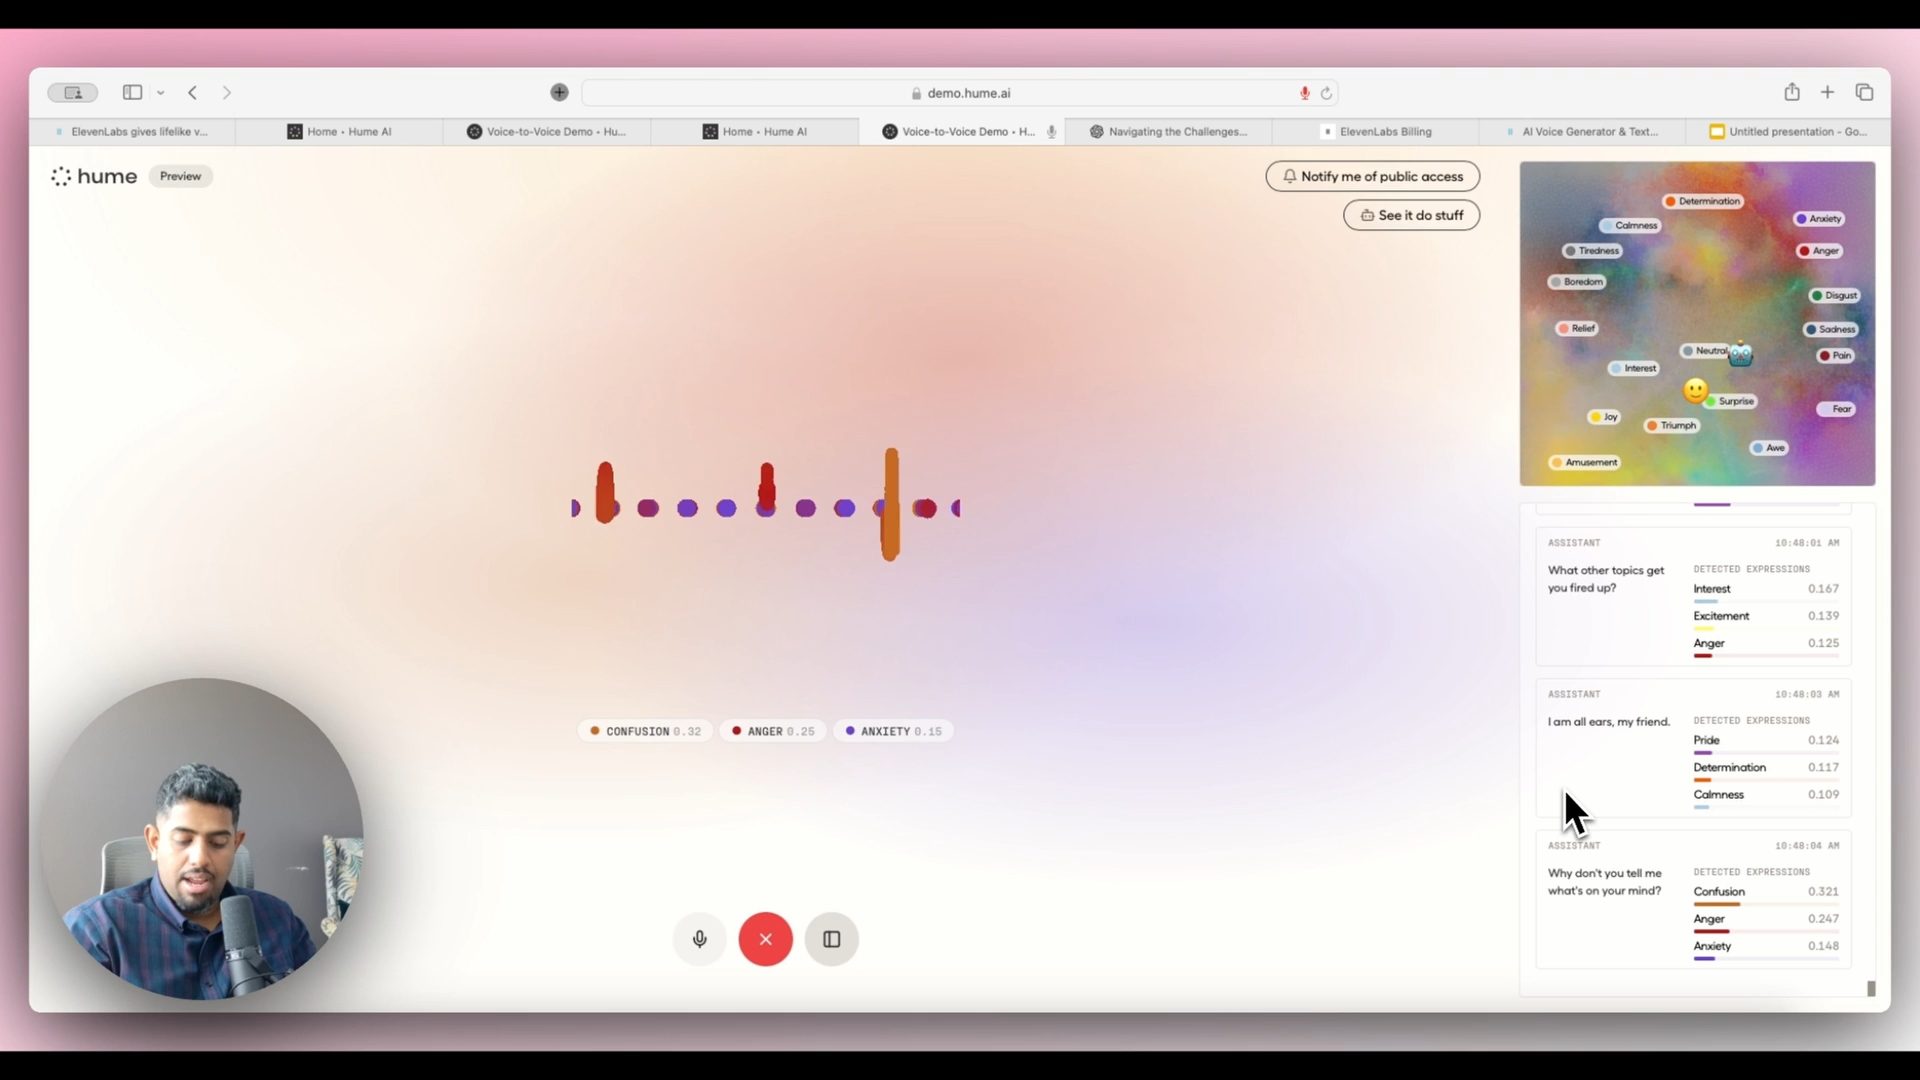 demo.hume.ai
ElevenLabs gives lifelike v...
Home • Hume AI
Voice-to-Voice Demo • Hu...
Home • Hume AI
Voice-to-Voice Demo • H...
Navigating the Challenges...
ElevenLabs Billing
AI Voice Generator & Text...
Untitled presentation - Go...
hume
Preview
Notify me of public access
See it do stuff
Determination
Calmness
Anxiety
Tiredness
Anger
Boredom
Disgust
Relief
Sadness
Neutral
Pain
Interest
Surprise
Fear
Joy
Triumph
Awe
Amusement
CONFUSION 0.32
ANGER 0.25
ANXIETY 0.15
ASSISTANT 10:48:01 AM
What other topics get
you fired up?
DETECTED EXPRESSIONS
Interest 0.167
Excitement 0.139
Anger 0.125
ASSISTANT 10:48:03 AM
I am all ears, my friend.
DETECTED EXPRESSIONS
Pride 0.124
Determination 0.117
Calmness 0.109
ASSISTANT 10:48:04 AM
Why don't you tell me
what's on your mind?
DETECTED EXPRESSIONS
Confusion 0.321
Anger 0.247
Anxiety 0.148